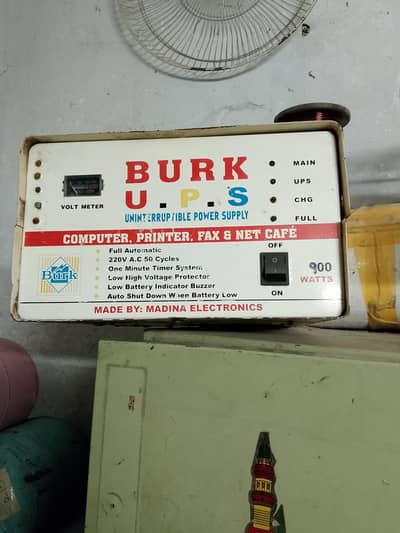 BURK
U.P.S
UNINTERRUPTIBLE POWER SUPPLY
VOLT METER
MAIN
UPS
CHG
FULL
COMPUTER, PRINTER, FAX & NET CAFÉ
Burk
Full Automatic
220V A.C 50 Cycles
One Minute Timer System
Low High Voltage Protector
Low Battery Indicator Buzzer
Auto Shut Down When Battery Low
OFF
ON
900
WATTS
MADE BY: MADINA ELECTRONICS